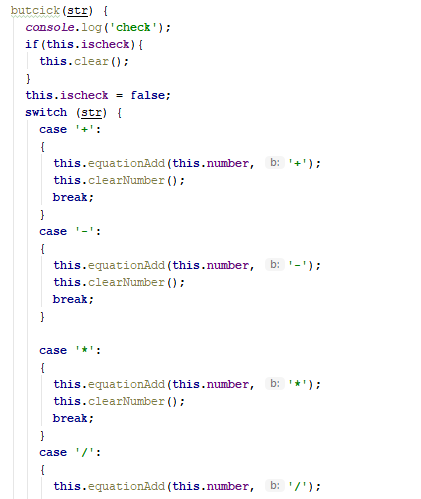 butcick(str) {
console.log('check');
if(this.ischeck){
this.clear();
}
this.ischeck = false;
switch (str) {
case '+':
{
this.equationAdd(this.number, b: '+');
this.clearNumber();
break;
}
case '-':
{
this.equationAdd(this.number, b: '-');
this.clearNumber();
break;
}
case '*':
{
this.equationAdd(this.number, b: '*');
this.clearNumber();
break;
}
case '/':
{
this.equationAdd(this.number, b: '/');